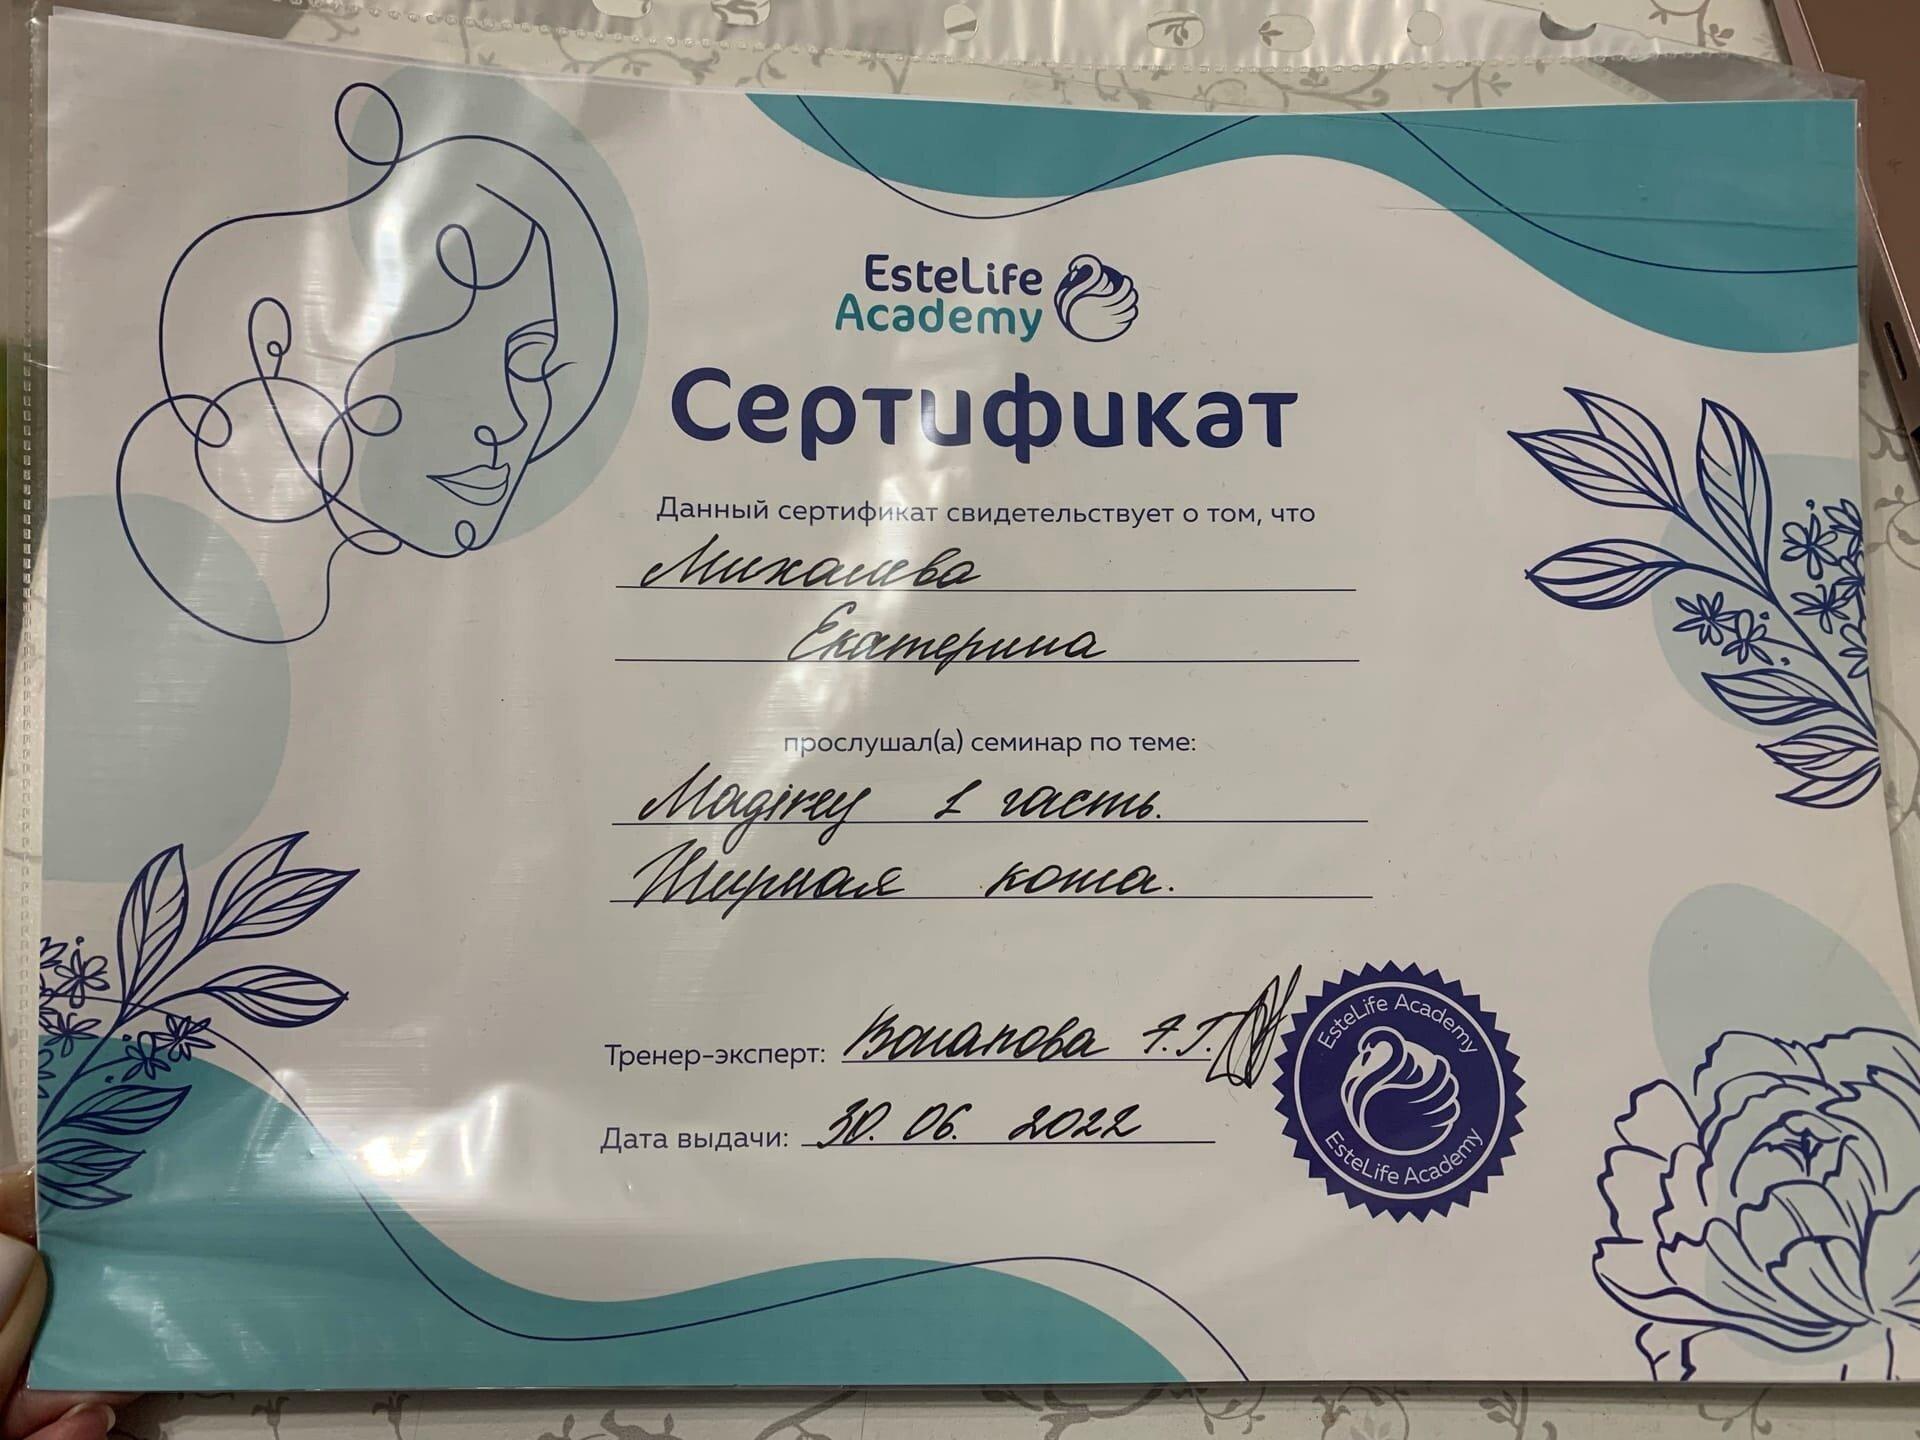 EsteLife
Academy
Сертификат
Данный сертификат свидетельствует о том, что
Михалева
Екатерина
прослушал(а) семинар по теме:
Magirey 1 часть.
Жирная кожа.
Тренер-эксперт: А.Г.
Дата выдачи: 30. 06. 2022
EsteLife Academy
EsteLife Academy